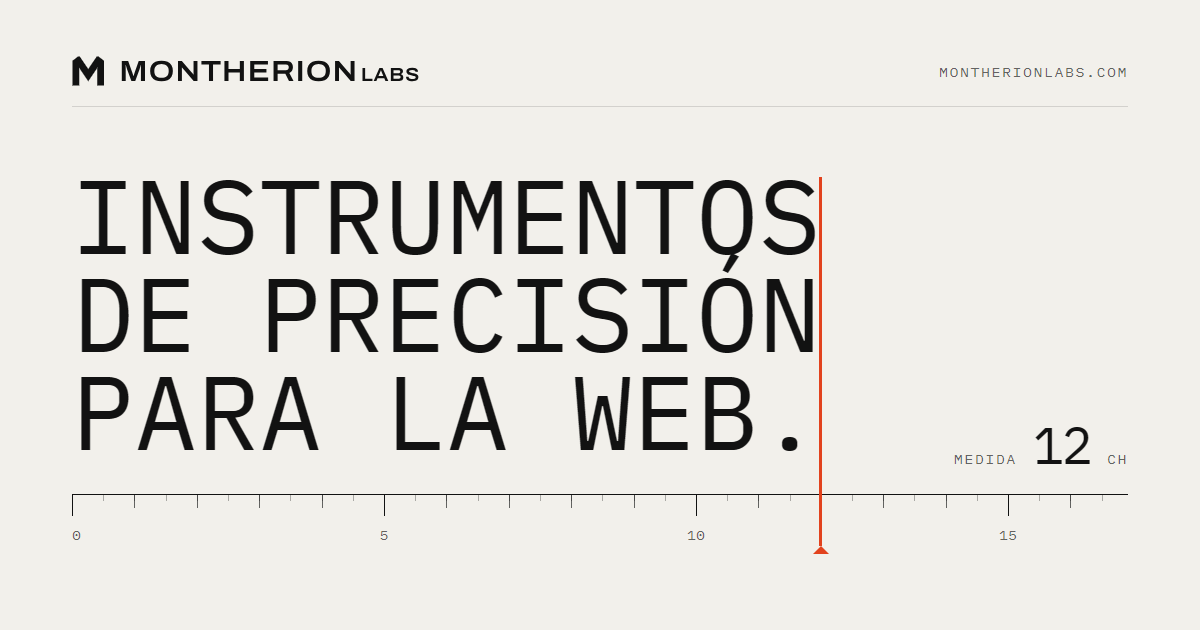 MONTHERION LABS
MONTHERIONLABS.COM
INSTRUMENTOS
DE PRECISIÓN
PARA LA WEB.
MEDIDA 12 CH
0 5 10 15